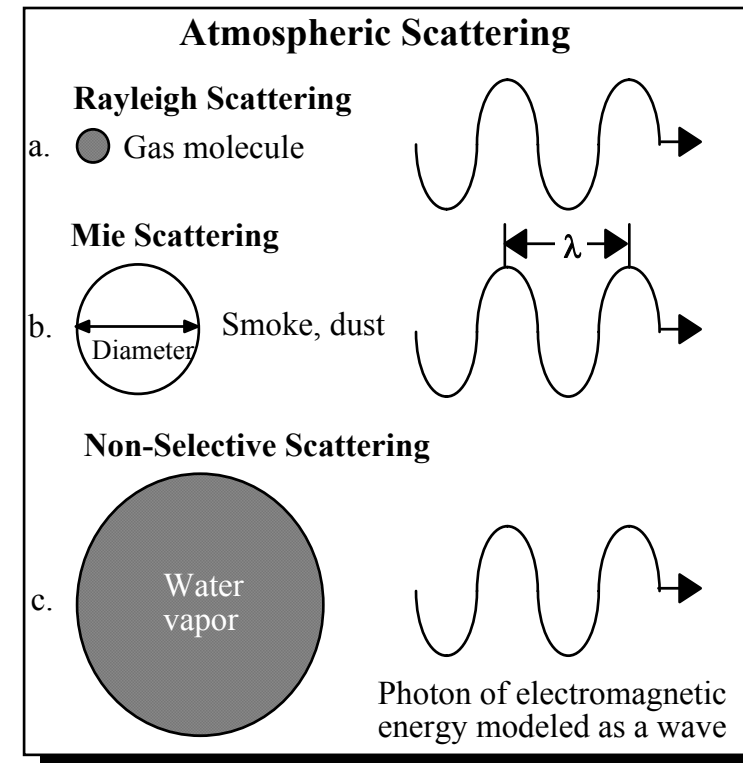 Atmospheric Scattering
Rayleigh Scattering
a.
Gas molecule
Mie Scattering
λ
b.
Diameter
Smoke, dust
Non-Selective Scattering
c.
Water
vapor
Photon of electromagnetic
energy modeled as a wave